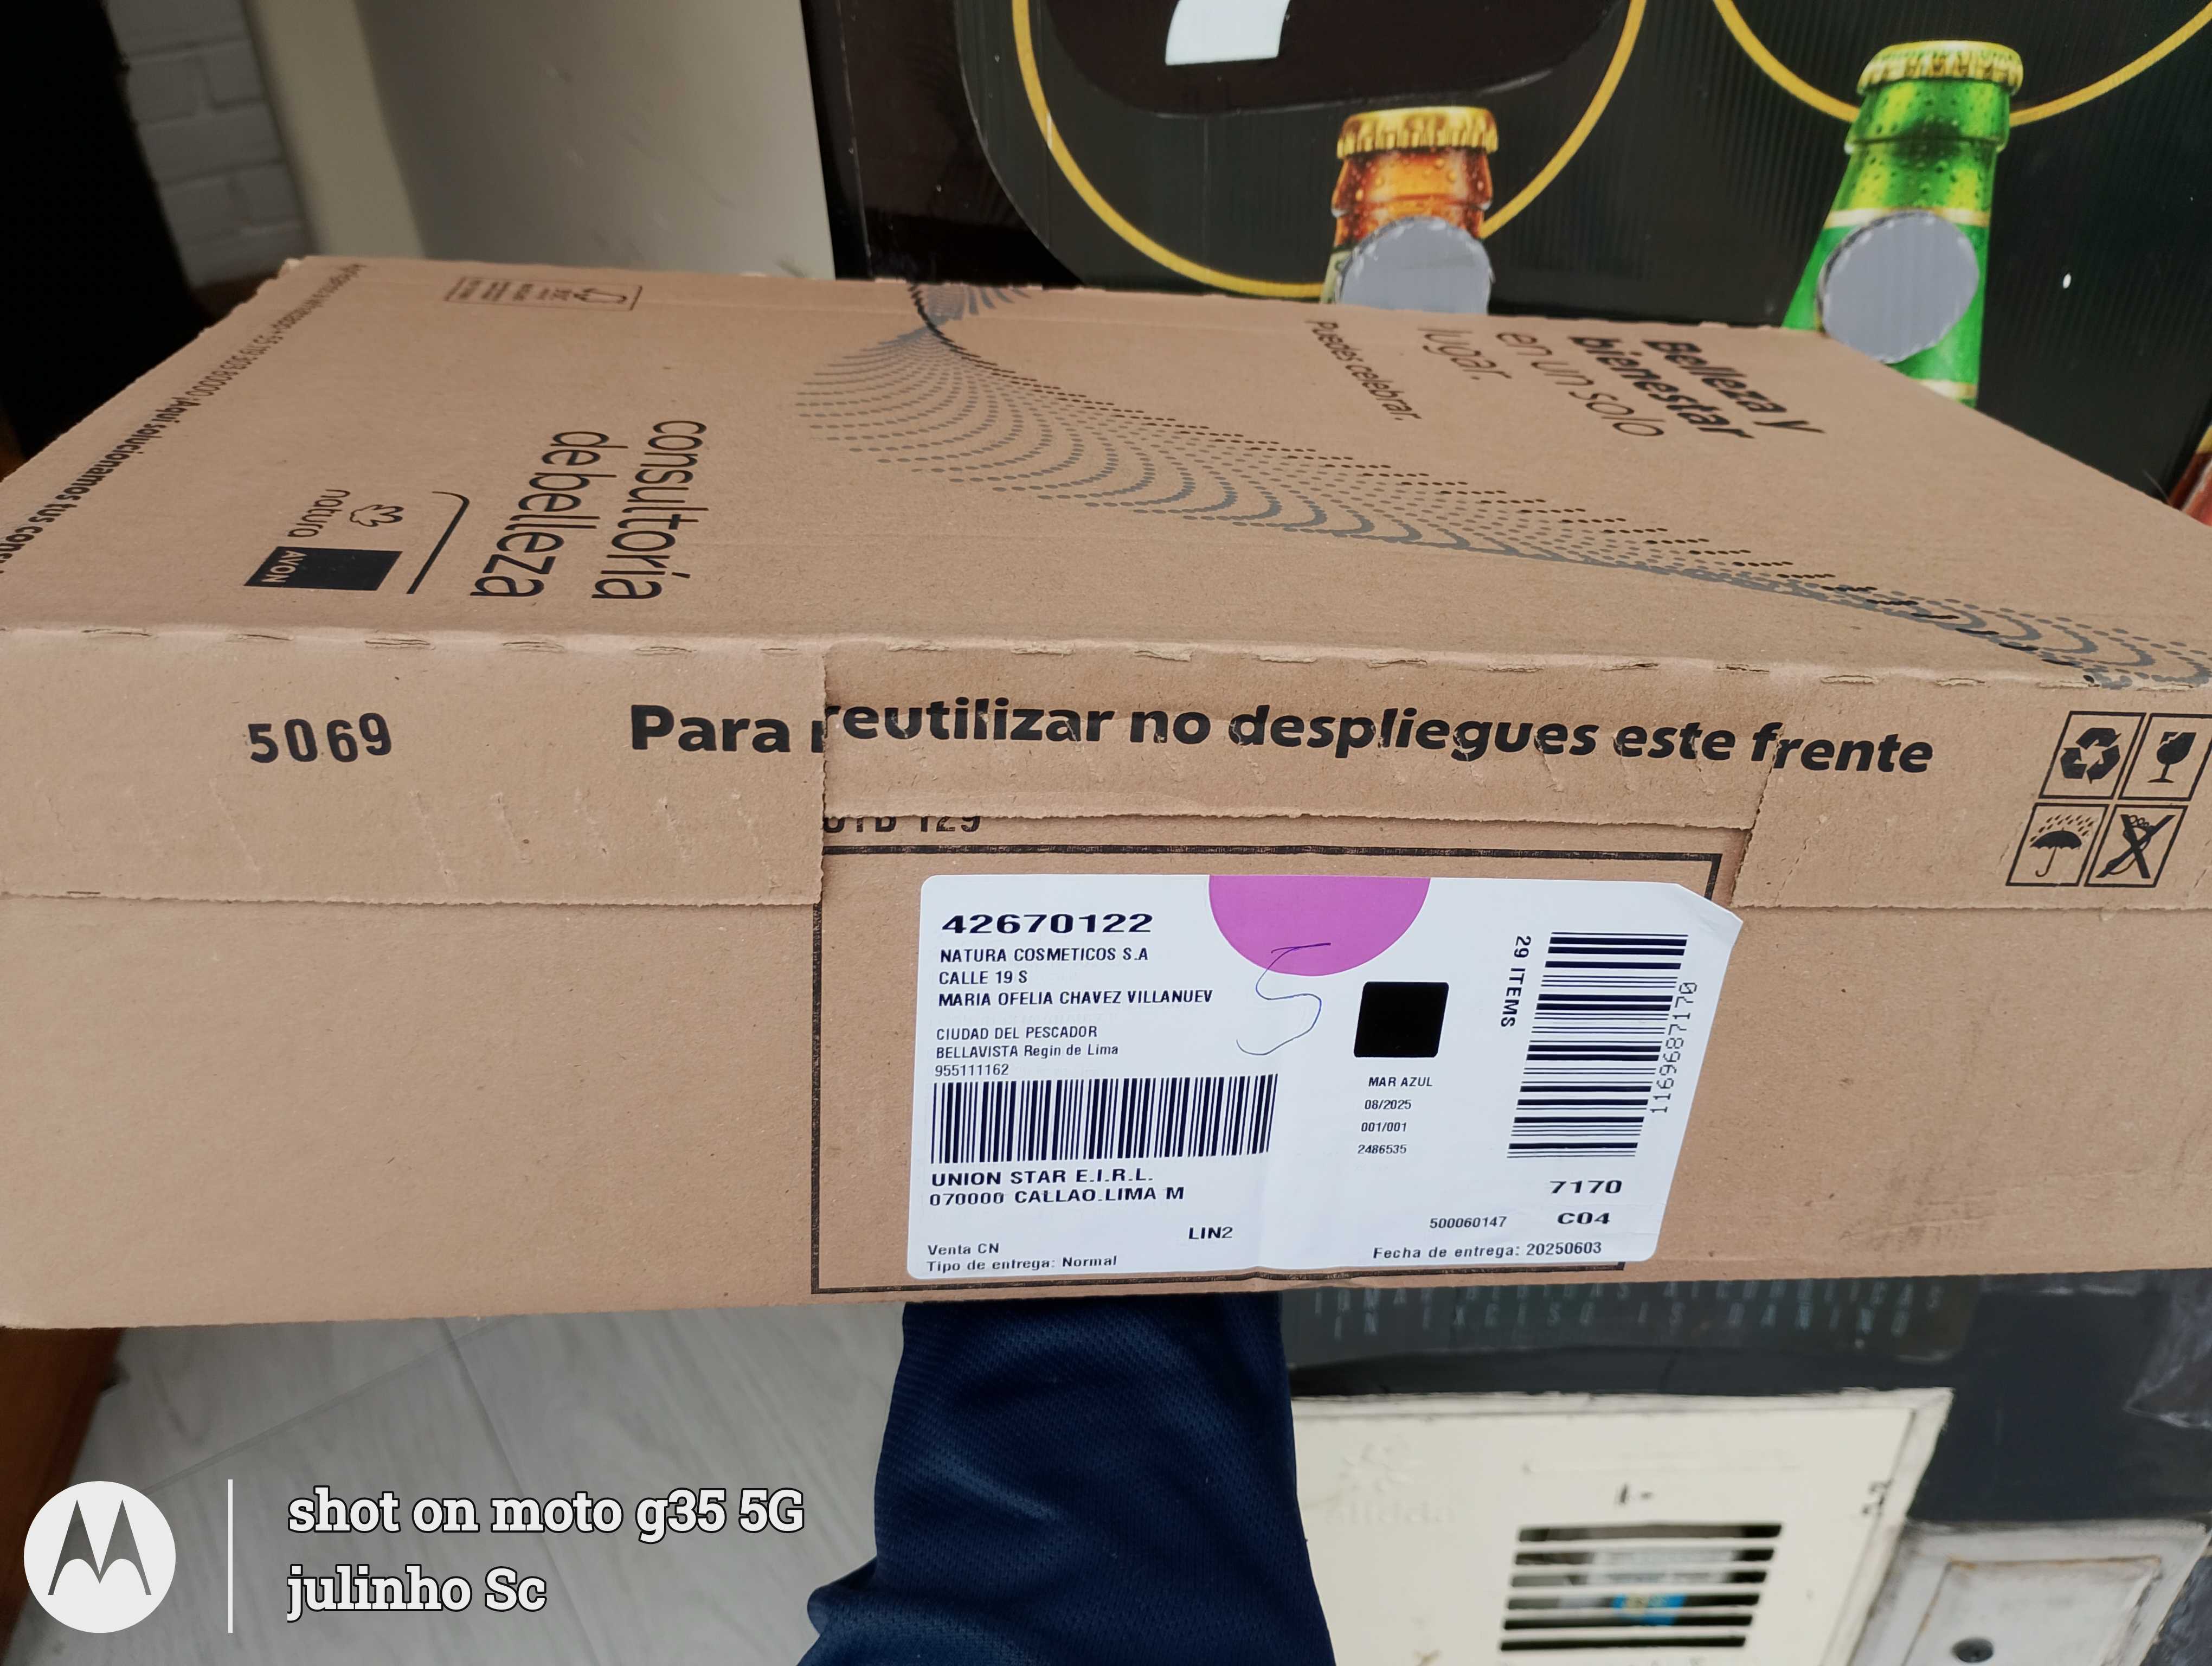 Belleza y
bienestar
en un solo
lugar.
Puedes celebrar.
consultoría
de belleza
natura
AVON
¡Aquí solucionamos tus
5069
Para reutilizar no despliegues este frente
42670122
NATURA COSMETICOS S.A
CALLE 19 S
MARIA OFELIA CHAVEZ VILLANUEV
CIUDAD DEL PESCADOR
BELLAVISTA Regin de Lima
955111162
UNION STAR E.I.R.L.
070000 CALLAO.LIMA M
LIN2
Venta CN
Tipo de entrega: Normal
MAR AZUL
08/2025
001/001
2486535
29 ITEMS
1169687170
7170
500060147
C04
Fecha de entrega: 20250603
shot on moto g35 5G
julinho Sc